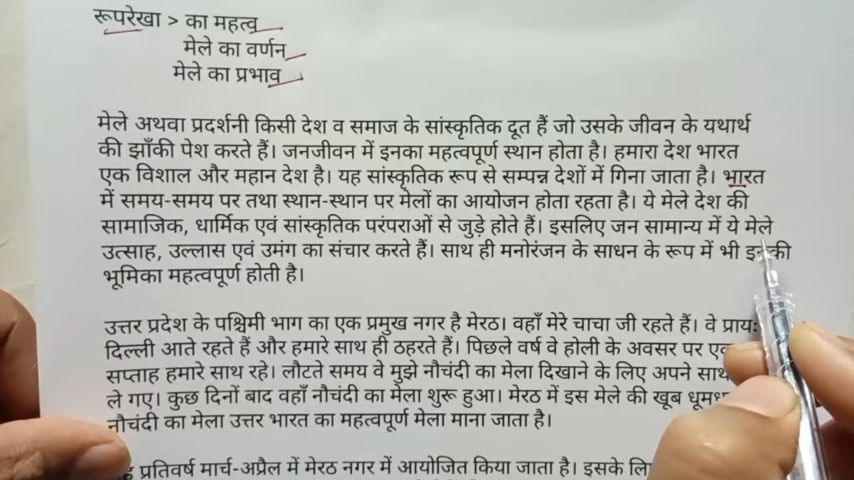 रूपरेखा > का महत्व
मेले का वर्णन
मेले का प्रभाव
मेले अथवा प्रदर्शनी किसी देश व समाज के सांस्कृतिक दूत हैं जो उसके जीवन के यथार्थ
की झाँकी पेश करते हैं। जनजीवन में इनका महत्वपूर्ण स्थान होता है। हमारा देश भारत
एक विशाल और महान देश है। यह सांस्कृतिक रूप से सम्पन्न देशों में गिना जाता है। भारत
में समय-समय पर तथा स्थान-स्थान पर मेलों का आयोजन होता रहता है। ये मेले देश की
सामाजिक, धार्मिक एवं सांस्कृतिक परंपराओं से जुड़े होते हैं। इसलिए जन सामान्य में ये मेले
उत्साह, उल्लास एवं उमंग का संचार करते हैं। साथ ही मनोरंजन के साधन के रूप में भी इनकी
भूमिका महत्वपूर्ण होती है।
उत्तर प्रदेश के पश्चिमी भाग का एक प्रमुख नगर है मेरठ। वहाँ मेरे चाचा जी रहते हैं। वे प्राय:
दिल्ली आते रहते हैं और हमारे साथ ही ठहरते हैं। पिछले वर्ष वे होली के अवसर पर
सप्ताह हमारे साथ रहे। लौटते समय वे मुझे नौचंदी का मेला दिखाने के लिए अपने साथ
ले गए। कुछ दिनों बाद वहाँ नौचंदी का मेला शुरू हुआ। मेरठ में इस मेले की खूब
नौचंदी का मेला उत्तर भारत का महत्वपूर्ण मेला माना जाता है।
प्रतिवर्ष मार्च-अप्रैल में मेरठ नगर में आयोजित किया जाता है। इसके